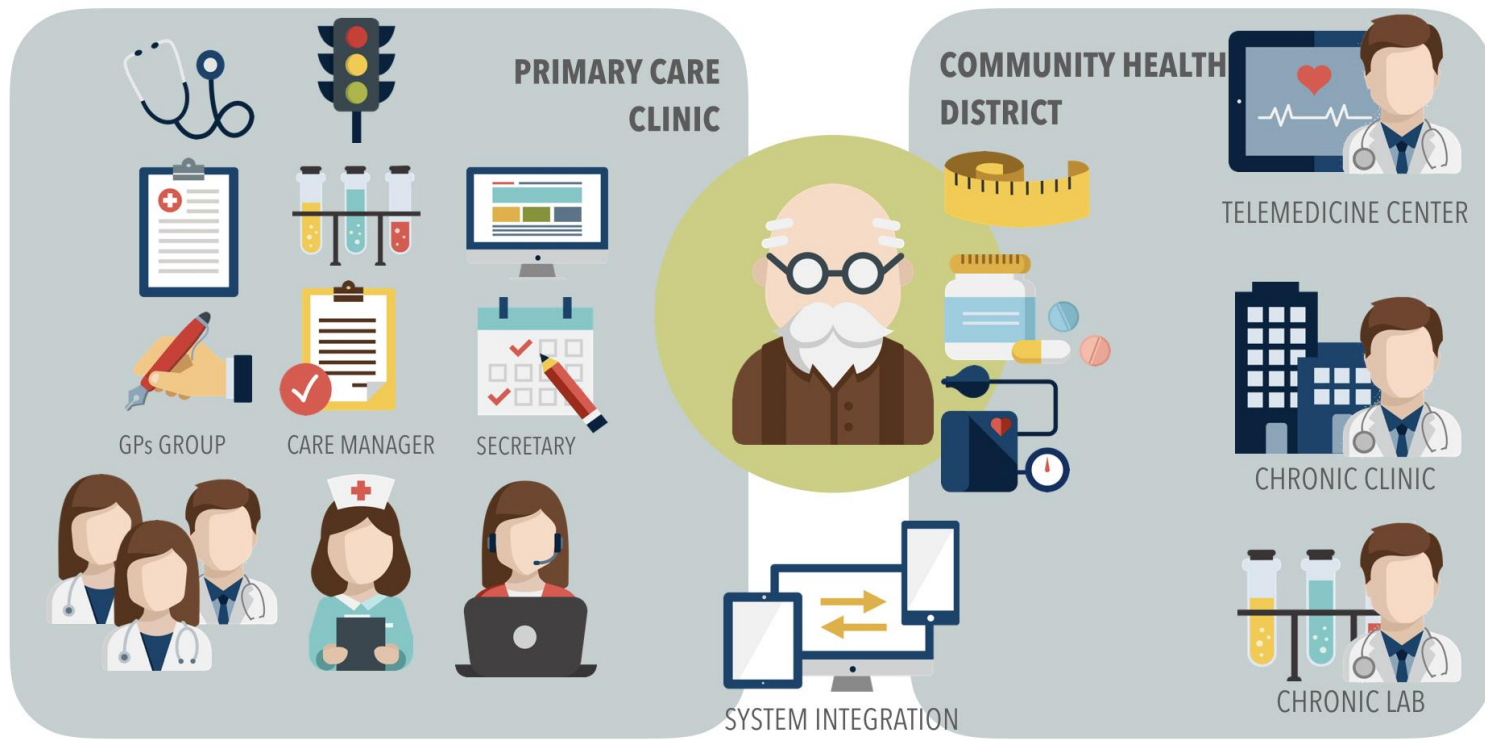 PRIMARY CARE
CLINIC
GPs GROUP
CARE MANAGER
SECRETARY
COMMUNITY HEALTH
DISTRICT
TELEMEDICINE CENTER
CHRONIC CLINIC
CHRONIC LAB
SYSTEM INTEGRATION